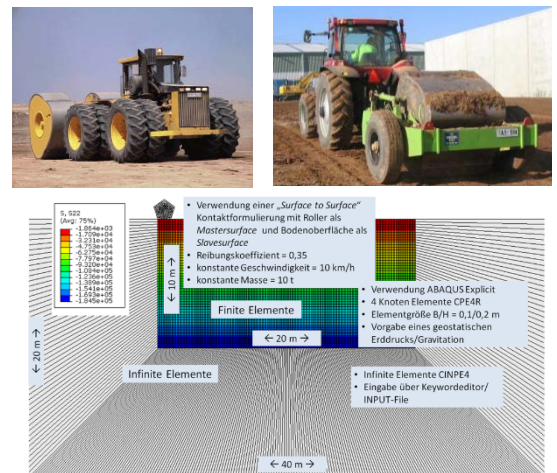 S, S22
(Avg: 75%)
-1.864e+03
-1.709e+04
-3.231e+04
-4.753e+04
-6.275e+04
-7.797e+04
-9.320e+04
-1.084e+05
-1.236e+05
-1.389e+05
-1.541e+05
-1.693e+05
-1.845e+05
• Verwendung einer „Surface to Surface“
Kontaktformulierung mit Roller als
Mastersurface und Bodenoberfläche als
Slavesurface
• Reibungskoeffizient = 0,35
• konstante Geschwindigkeit = 10 km/h
• konstante Masse = 10 t
← 10 m →
• Verwendung ABAQUS Explicit
• 4 Knoten Elemente CPE4R
• Elementgröße B/H = 0,1/0,2 m
• Vorgabe eines geostatischen
Erddrucks/Gravitation
Finite Elemente
← 20 m →
← 20 m →
Infinite Elemente
• Infinite Elemente CINPE4
• Eingabe über Keywordeditor/
INPUT-File
← 40 m →